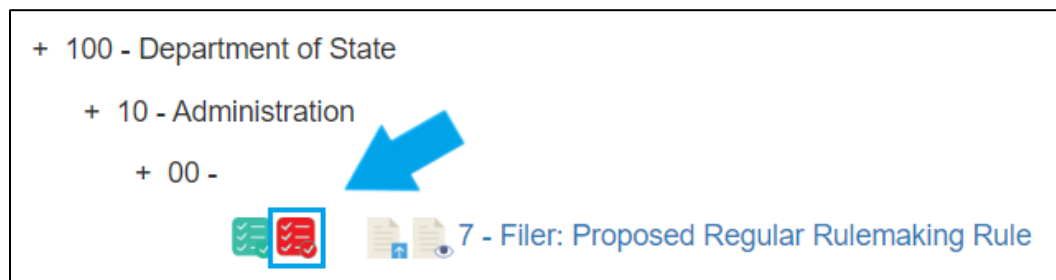 + 100 - Department of State
+ 10 - Administration
+ 00 -
7 - Filer: Proposed Regular Rulemaking Rule